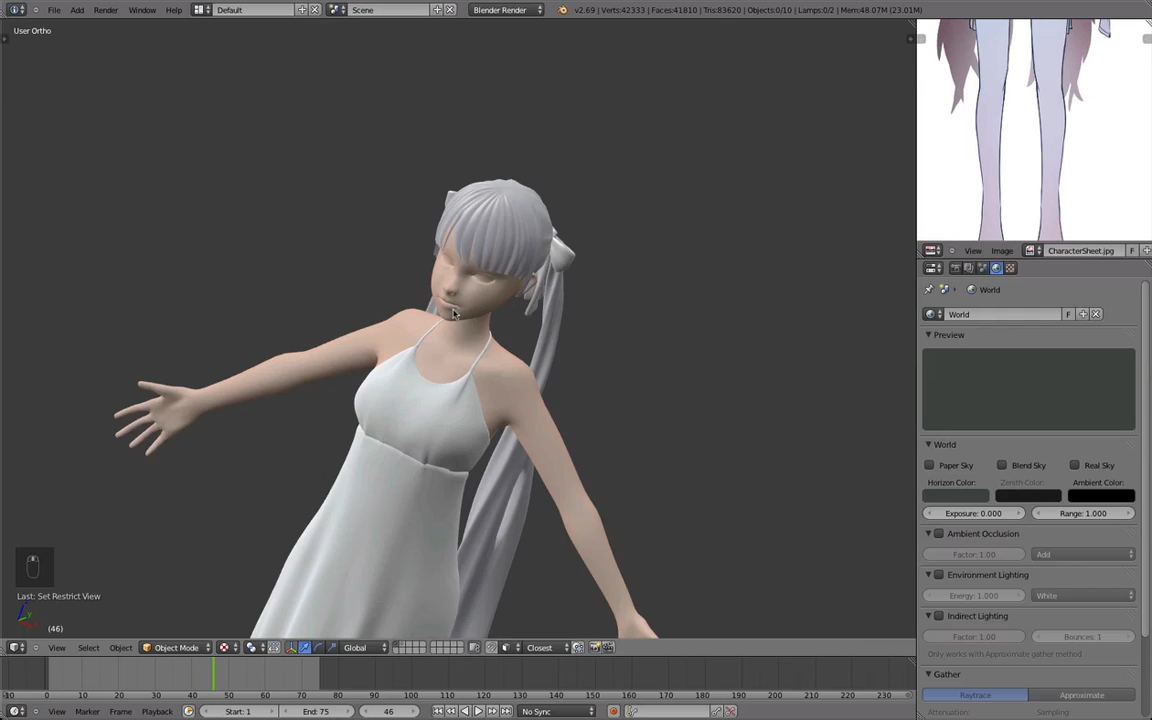 File Add Render Window Help Default Scene Blender Render v2.69 | Verts:42333 | Faces:41810 | Tris:83620 | Objects:0/10 | Lamps:0/2 | Mem:48.07M (23.01M)
User Ortho
View Image CharacterSheet.jpg F
World
World F
Preview
World
Paper Sky Blend Sky Real Sky
Horizon Color: Zenith Color: Ambient Color:
Exposure: 0.000 Range: 1.000
Ambient Occlusion
Factor: 1.00 Add
Environment Lighting
Energy: 1.000 White
Indirect Lighting
Factor: 1.00 Bounces: 1
Only works with Approximate gather method
Gather
Raytrace Approximate
Attenuation: Sampling:
Last: Set Restrict View
(46)
View Select Object Object Mode Global Closest
-10 0 10 20 30 40 50 60 70 80 90 100 110 120 130 140 150 160 170 180 190 200 210 220 230
View Marker Frame Playback Start: 1 End: 75 46 No Sync